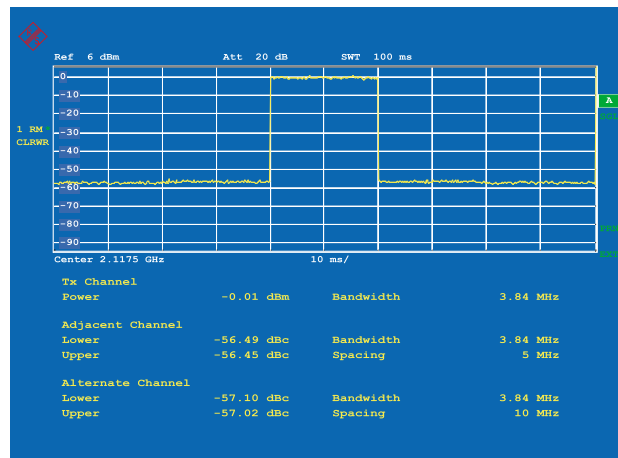 Ref 6 dBm Att 20 dB SWT 100 ms
0
-10
A
-20
SGL
1 RM *
-30
CLRWR
-40
-50
-60
-70
-80
PRN
-90
EXT
Center 2.1175 GHz 10 ms/
Tx Channel
Power -0.01 dBm Bandwidth 3.84 MHz
Adjacent Channel
Lower -56.49 dBc Bandwidth 3.84 MHz
Upper -56.45 dBc Spacing 5 MHz
Alternate Channel
Lower -57.10 dBc Bandwidth 3.84 MHz
Upper -57.02 dBc Spacing 10 MHz